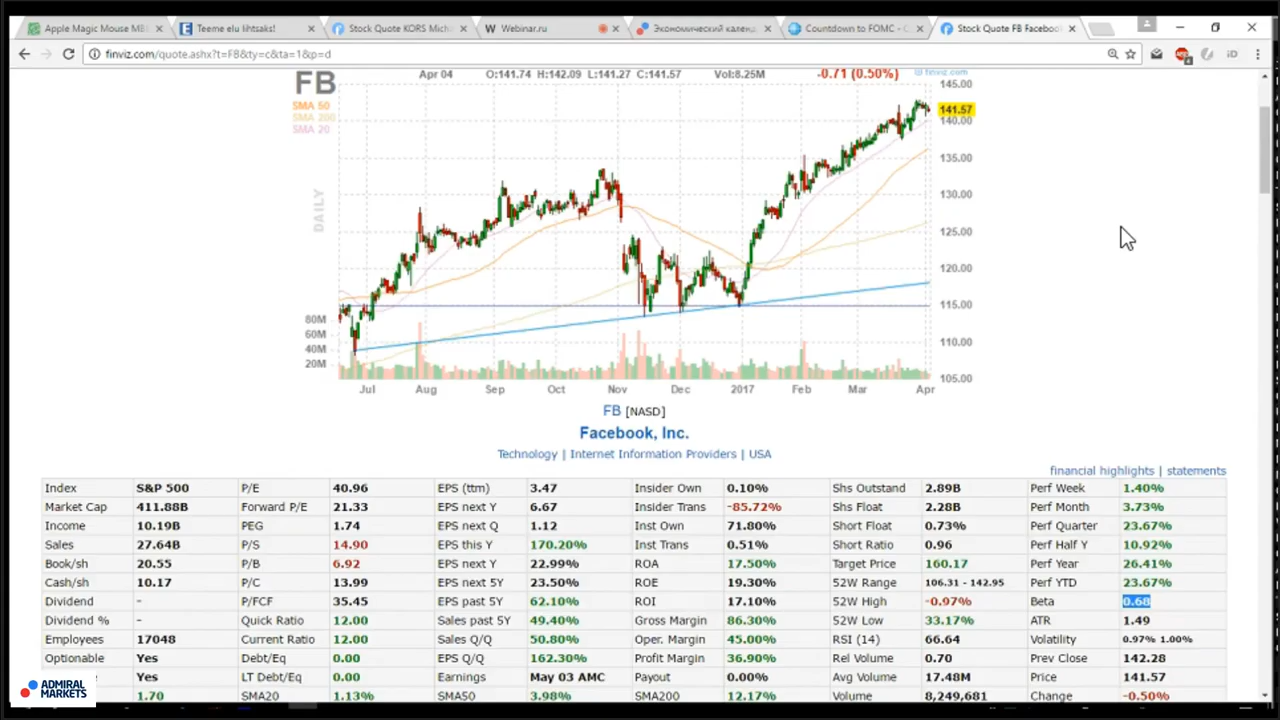 Apple Magic Mouse MB
Teeme elu lihtsaks!
Stock Quote KORS Mich
Webinar.ru
Экономический календ
Countdown to FOMC - C
Stock Quote FB Faceboo
finviz.com/quote.ashx?t=FB&ty=c&ta=1&p=d
FB Apr 04 O:141.74 H:142.09 L:141.27 C:141.57 Vol:8.25M -0.71 (0.50%) © finviz.com
SMA 50
SMA 200
SMA 20
DAILY
145.00
141.57
140.00
135.00
130.00
125.00
120.00
115.00
110.00
105.00
80M
60M
40M
20M
Jul Aug Sep Oct Nov Dec 2017 Feb Mar Apr
FB [NASD]
Facebook, Inc.
Technology | Internet Information Providers | USA
financial highlights | statements
Index S&P 500 P/E 40.96 EPS (ttm) 3.47 Insider Own 0.10% Shs Outstand 2.89B Perf Week 1.40%
Market Cap 411.88B Forward P/E 21.33 EPS next Y 6.67 Insider Trans -85.72% Shs Float 2.28B Perf Month 3.73%
Income 10.19B PEG 1.74 EPS next Q 1.12 Inst Own 71.80% Short Float 0.73% Perf Quarter 23.67%
Sales 27.64B P/S 14.90 EPS this Y 170.20% Inst Trans 0.51% Short Ratio 0.96 Perf Half Y 10.92%
Book/sh 20.55 P/B 6.92 EPS next Y 22.99% ROA 17.50% Target Price 160.17 Perf Year 26.41%
Cash/sh 10.17 P/C 13.99 EPS next 5Y 23.50% ROE 19.30% 52W Range 106.31 - 142.95 Perf YTD 23.67%
Dividend - P/FCF 35.45 EPS past 5Y 62.10% ROI 17.10% 52W High -0.97% Beta 0.68
Dividend % - Quick Ratio 12.00 Sales past 5Y 49.40% Gross Margin 86.30% 52W Low 33.17% ATR 1.49
Employees 17048 Current Ratio 12.00 Sales Q/Q 50.80% Oper. Margin 45.00% RSI (14) 66.64 Volatility 0.97% 1.00%
Optionable Yes Debt/Eq 0.00 EPS Q/Q 162.30% Profit Margin 36.90% Rel Volume 0.70 Prev Close 142.28
Yes LT Debt/Eq 0.00 Earnings May 03 AMC Payout 0.00% Avg Volume 17.48M Price 141.57
1.70 SMA20 1.13% SMA50 3.98% SMA200 12.17% Volume 8,249,681 Change -0.50%
ADMIRAL
MARKETS